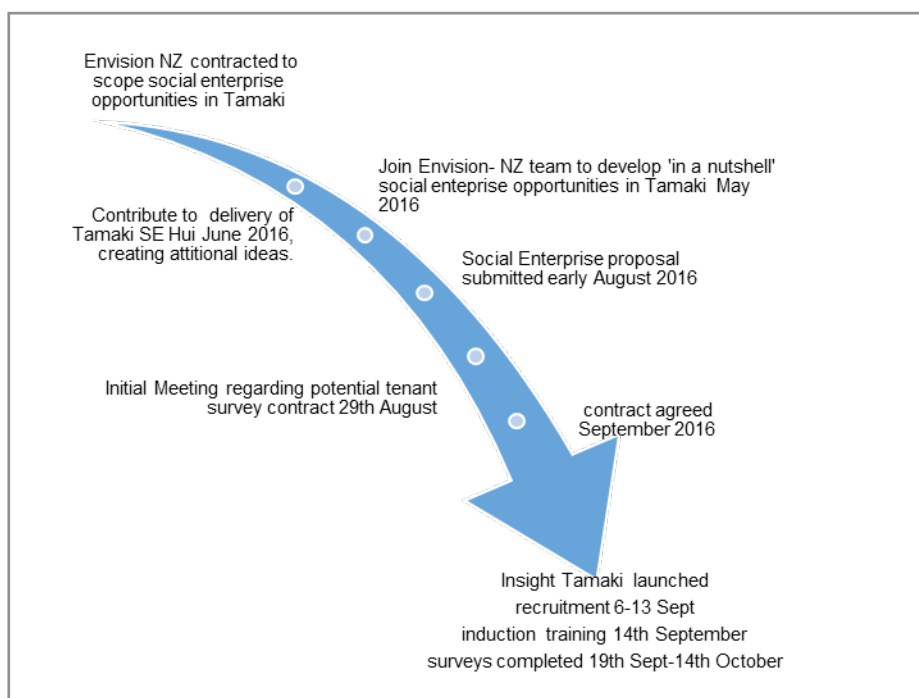 Envision NZ contracted to
scope social enterprise
opportunities in Tamaki
Join Envision- NZ team to develop 'in a nutshell'
social enteprise opportunities in Tamaki May
2016
Contribute to delivery of
Tamaki SE Hui June 2016,
creating attitional ideas.
Social Enterprise proposal
submitted early August 2016
Initial Meeting regarding potential tenant
survey contract 29th August
contract agreed
September 2016
Insight Tamaki launched
recruitment 6-13 Sept
induction training 14th September
surveys completed 19th Sept-14th October